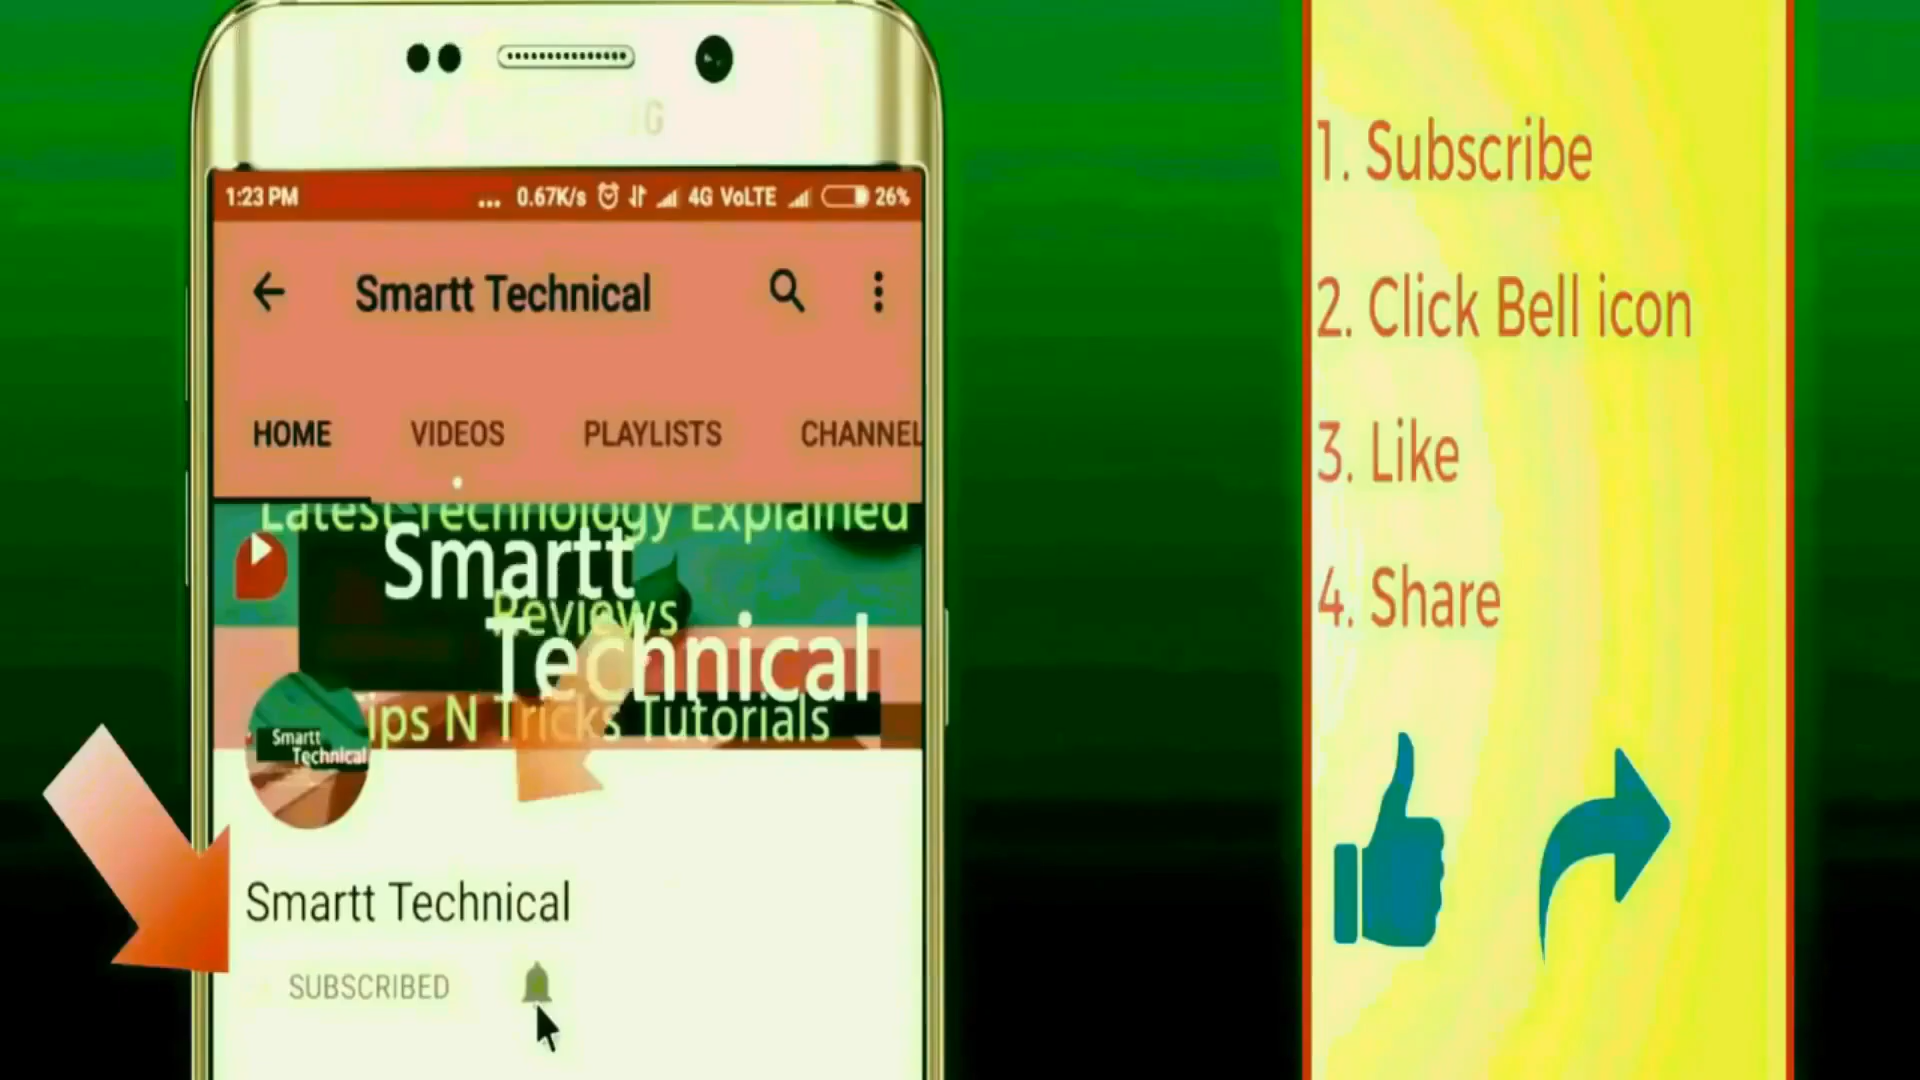 G
1:23 PM ... 0.67K/s 4G VoLTE 26%
Smartt Technical
HOME VIDEOS PLAYLISTS CHANNEL
Latest Technology Explained
Smartt
Reviews
Technical
ips N Tricks Tutorials
Smartt
Technical
Smartt Technical
SUBSCRIBED
1. Subscribe
2. Click Bell icon
3. Like
4. Share